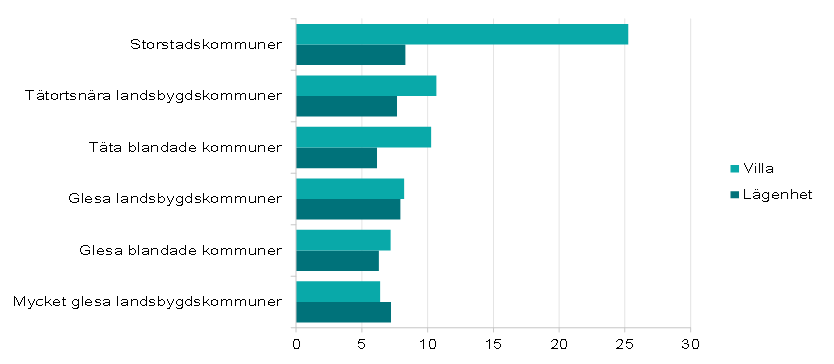 Storstadskommuner
Tätortsnära landsbygdskommuner
Täta blandade kommuner
Glesa landsbygdskommuner
Glesa blandade kommuner
Mycket glesa landsbygdskommuner
0 5 10 15 20 25 30
Villa
Lägenhet